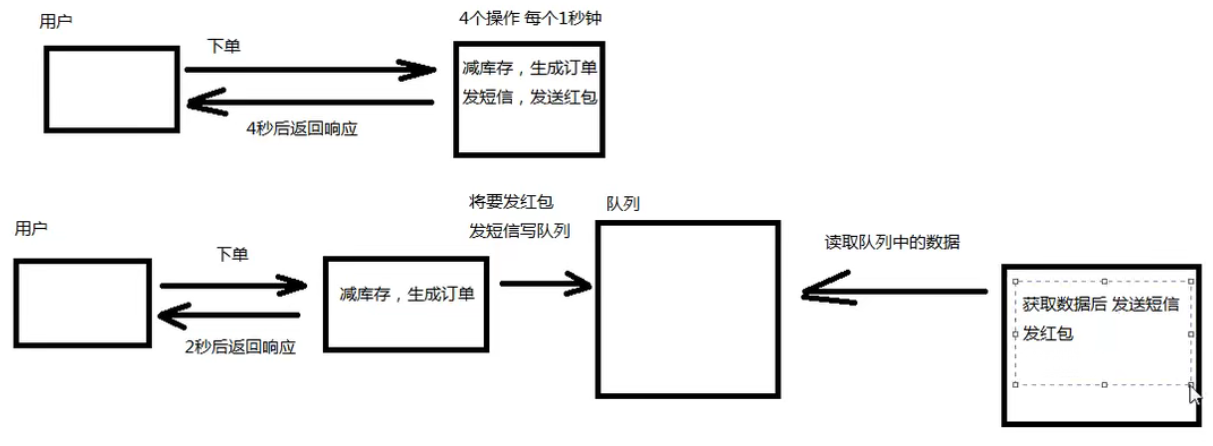 用户
下单
4秒后返回响应
4个操作 每个1秒钟
减库存，生成订单
发短信，发送红包
用户
下单
2秒后返回响应
减库存，生成订单
将要发红包
发短信写队列
队列
读取队列中的数据
获取数据后 发送短信
发红包